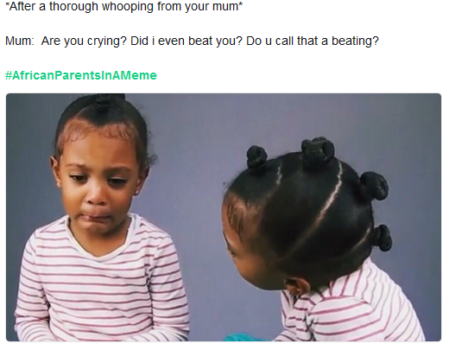 *After a thorough whooping from your mum*
Mum:  Are you crying? Did i even beat you? Do u call that a beating?
#AfricanParentsInAMeme